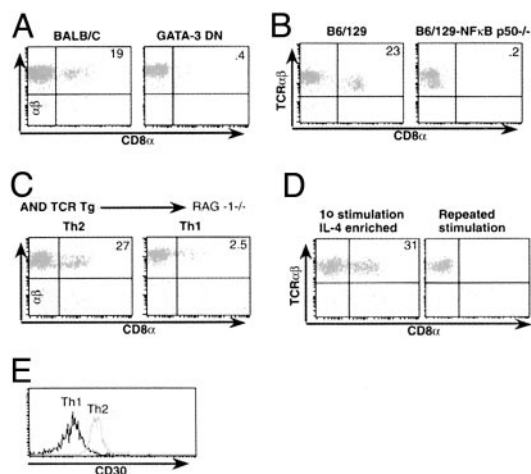 A
BALB/C
GATA-3 DN
19
.4
αβ
CD8α
B
B6/129
B6/129-NFκB p50-/-
23
.2
TCRαβ
CD8α
C
AND TCR Tg
RAG -1-/-
Th2
Th1
27
2.5
αβ
CD8α
D
1º stimulation
IL-4 enriched
Repeated
stimulation
31
TCRαβ
CD8α
E
Th1
Th2
CD30